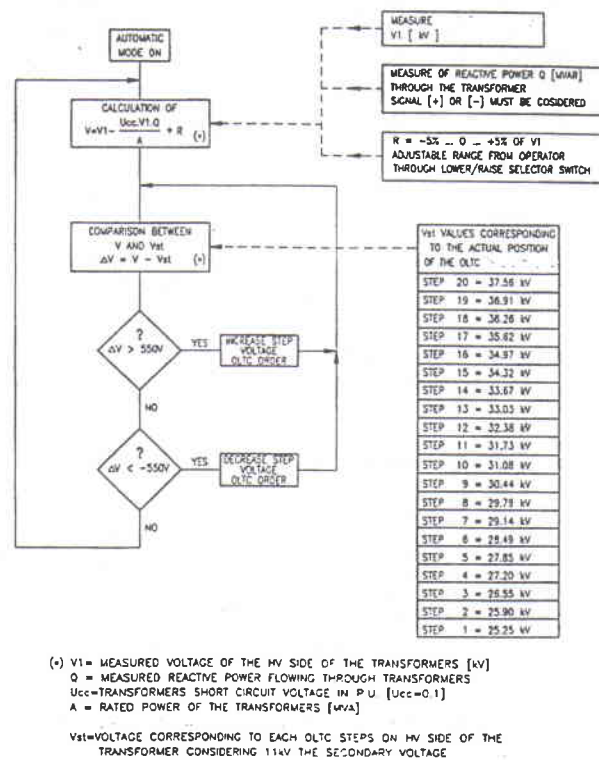 AUTOMATIC
MODE ON
CALCULATION OF
V=V1- Ucc.V1.Q / A + R (*)
MEASURE
V1 [ kV ]
MEASURE OF REACTIVE POWER Q [MVAR]
THROUGH THE TRANSFORMER
SIGNAL [+] OR [-] MUST BE COSIDERED
R = -5% ... 0 ... +5% OF V1
ADJUSTABLE RANGE FROM OPERATOR
THROUGH LOWER/RAISE SELECTOR SWITCH
COMPARISON BETWEEN
V AND Vst
ΔV = V - Vst (*)
?
ΔV > 550V
YES
INCREASE STEP
VOLTAGE
OLTC ORDER
NO
?
ΔV < -550V
YES
DECREASE STEP
VOLTAGE
OLTC ORDER
NO
Vst VALUES CORRESPONDING
TO THE ACTUAL POSITION
OF THE OLTC
STEP 20 = 37.56 kV
STEP 19 = 36.91 kV
STEP 18 = 36.26 kV
STEP 17 = 35.62 kV
STEP 16 = 34.97 kV
STEP 15 = 34.32 kV
STEP 14 = 33.67 kV
STEP 13 = 33.03 kV
STEP 12 = 32.38 kV
STEP 11 = 31.73 kV
STEP 10 = 31.08 kV
STEP 9 = 30.44 kV
STEP 8 = 29.79 kV
STEP 7 = 29.14 kV
STEP 6 = 28.49 kV
STEP 5 = 27.85 kV
STEP 4 = 27.20 kV
STEP 3 = 26.55 kV
STEP 2 = 25.90 kV
STEP 1 = 25.25 kV
(*) V1= MEASURED VOLTAGE OF THE HV SIDE OF THE TRANSFORMERS [kV]
Q = MEASURED REACTIVE POWER FLOWING THROUGH TRANSFORMERS
Ucc=TRANSFORMERS SHORT CIRCUIT VOLTAGE IN P.U. [Ucc=0.1]
A = RATED POWER OF THE TRANSFORMERS [MVA]
Vst=VOLTAGE CORRESPONDING TO EACH OLTC STEPS ON HV SIDE OF THE
TRANSFORMER CONSIDERING 11kV THE SECONDARY VOLTAGE